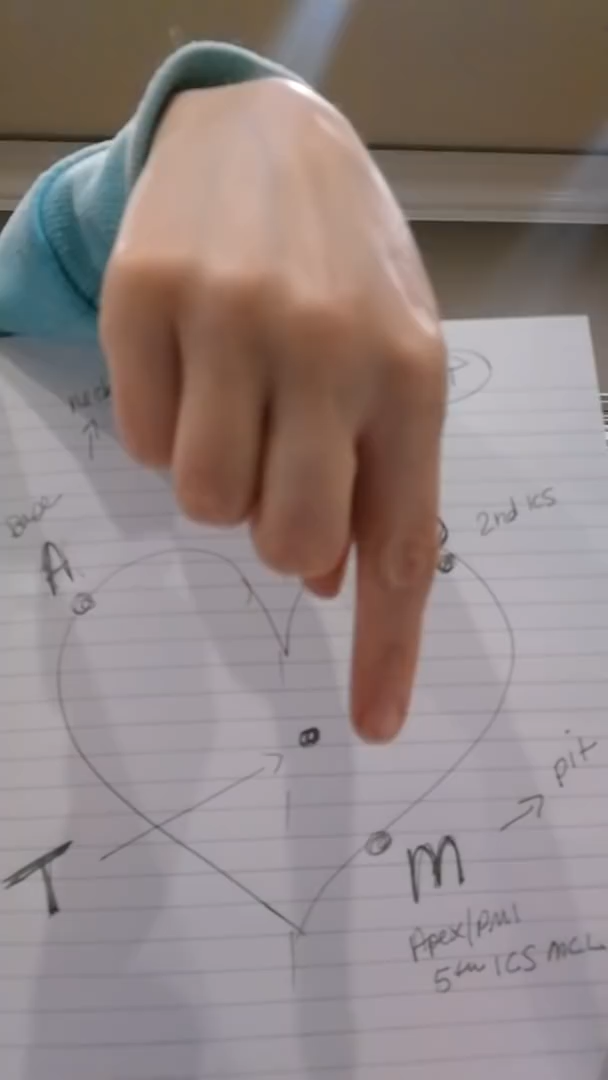 Base
A
2nd ICS
T
M
pit
Apex/PMI
5th ICS MCL